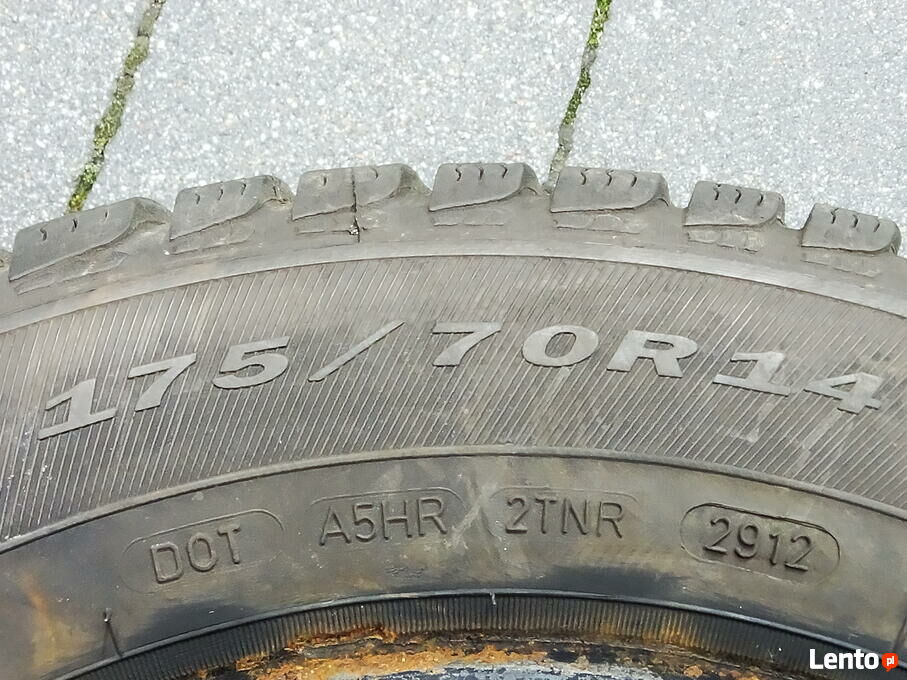 175/70R14
DOT A5HR 2TNR 2912
Lento.pl